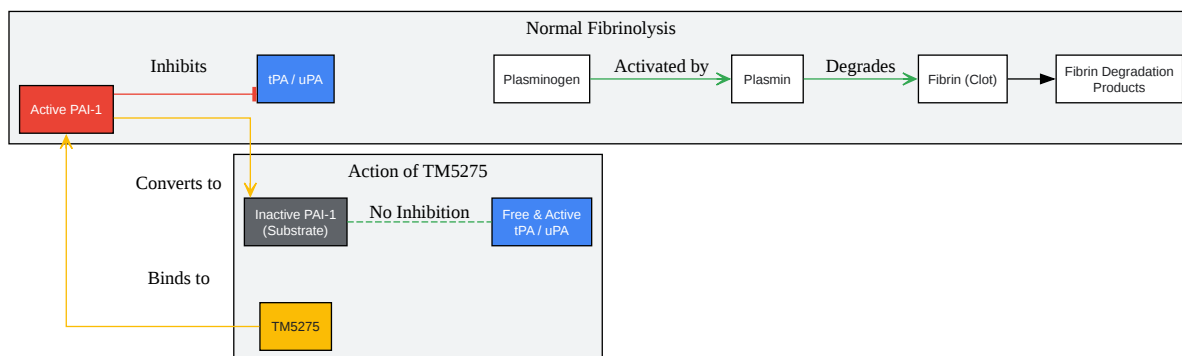 Normal Fibrinolysis
Inhibits
tPA / uPA
Plasminogen
Activated by
Plasmin
Degrades
Fibrin (Clot)
Fibrin Degradation
Products
Active PAI-1
Action of TM5275
Converts to
Inactive PAI-1
(Substrate)
No Inhibition
Free & Active
tPA / uPA
Binds to
TM5275